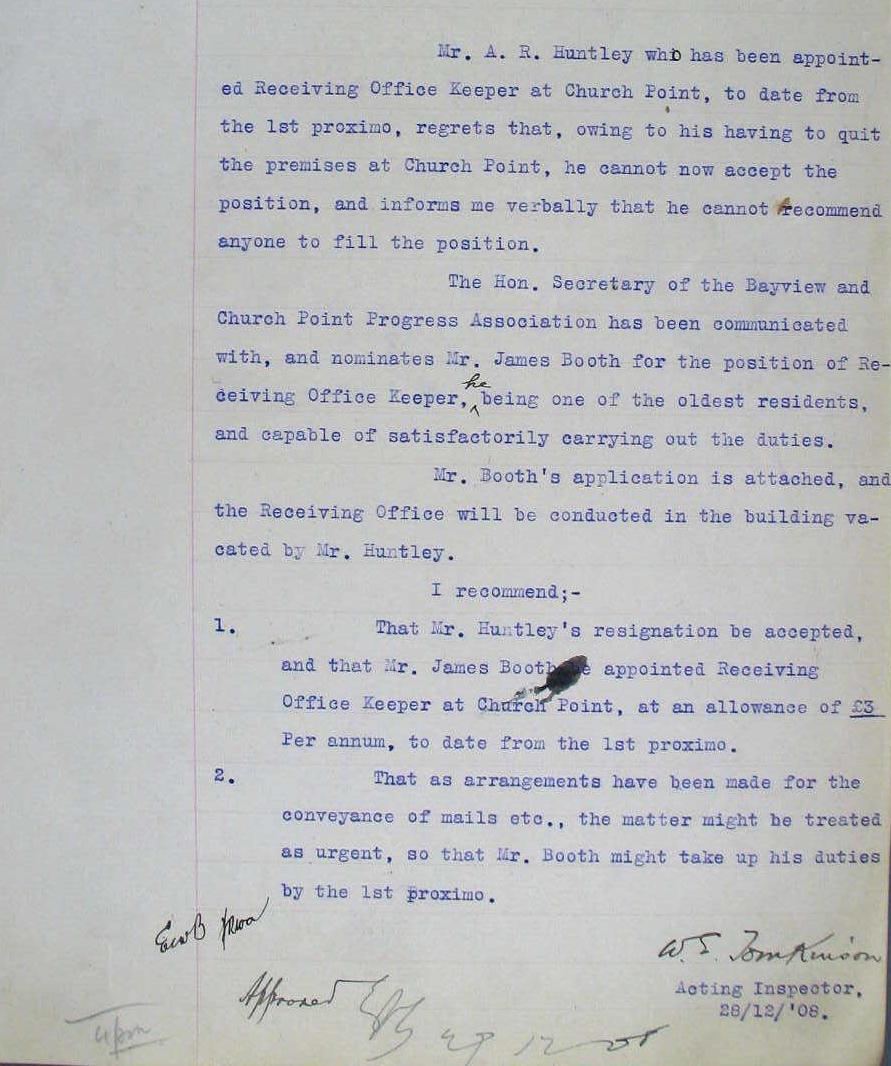 Mr. A. R. Huntley who has been appoint-
ed Receiving Office Keeper at Church Point, to date from
the 1st proximo, regrets that, owing to his having to quit
the premises at Church Point, he cannot now accept the
position, and informs me verbally that he cannot recommend
anyone to fill the position.
The Hon. Secretary of the Bayview and
Church Point Progress Association has been communicated
with, and nominates Mr. James Booth for the position of Re-
ceiving Office Keeper, he being one of the oldest residents,
and capable of satisfactorily carrying out the duties.
Mr. Booth's application is attached, and
the Receiving Office will be conducted in the building va-
cated by Mr. Huntley.
I recommend;-
1. That Mr. Huntley's resignation be accepted,
and that Mr. James Booth be appointed Receiving
Office Keeper at Church Point, at an allowance of £3
Per annum, to date from the 1st proximo.
2. That as arrangements have been made for the
conveyance of mails etc., the matter might be treated
as urgent, so that Mr. Booth might take up his duties
by the 1st proximo.
W. E. Tomkinson
Acting Inspector,
28/12/'08.
Approved